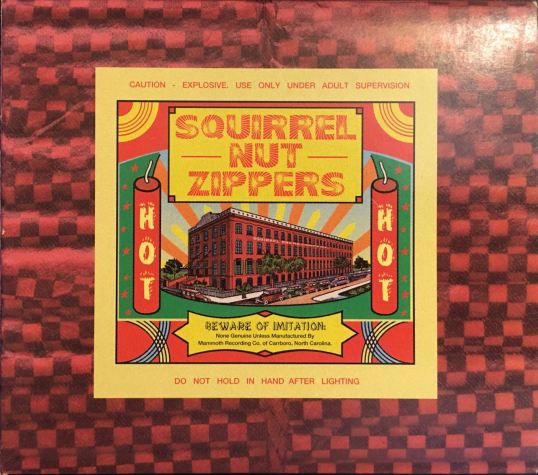 CAUTION - EXPLOSIVE. USE ONLY UNDER ADULT SUPERVISION
SQUIRREL
NUT
ZIPPERS
HOT
HOT
BEWARE OF IMITATION:
None Genuine Unless Manufactured By
Mammoth Recording Co. of Carrboro, North Carolina.
DO NOT HOLD IN HAND AFTER LIGHTING